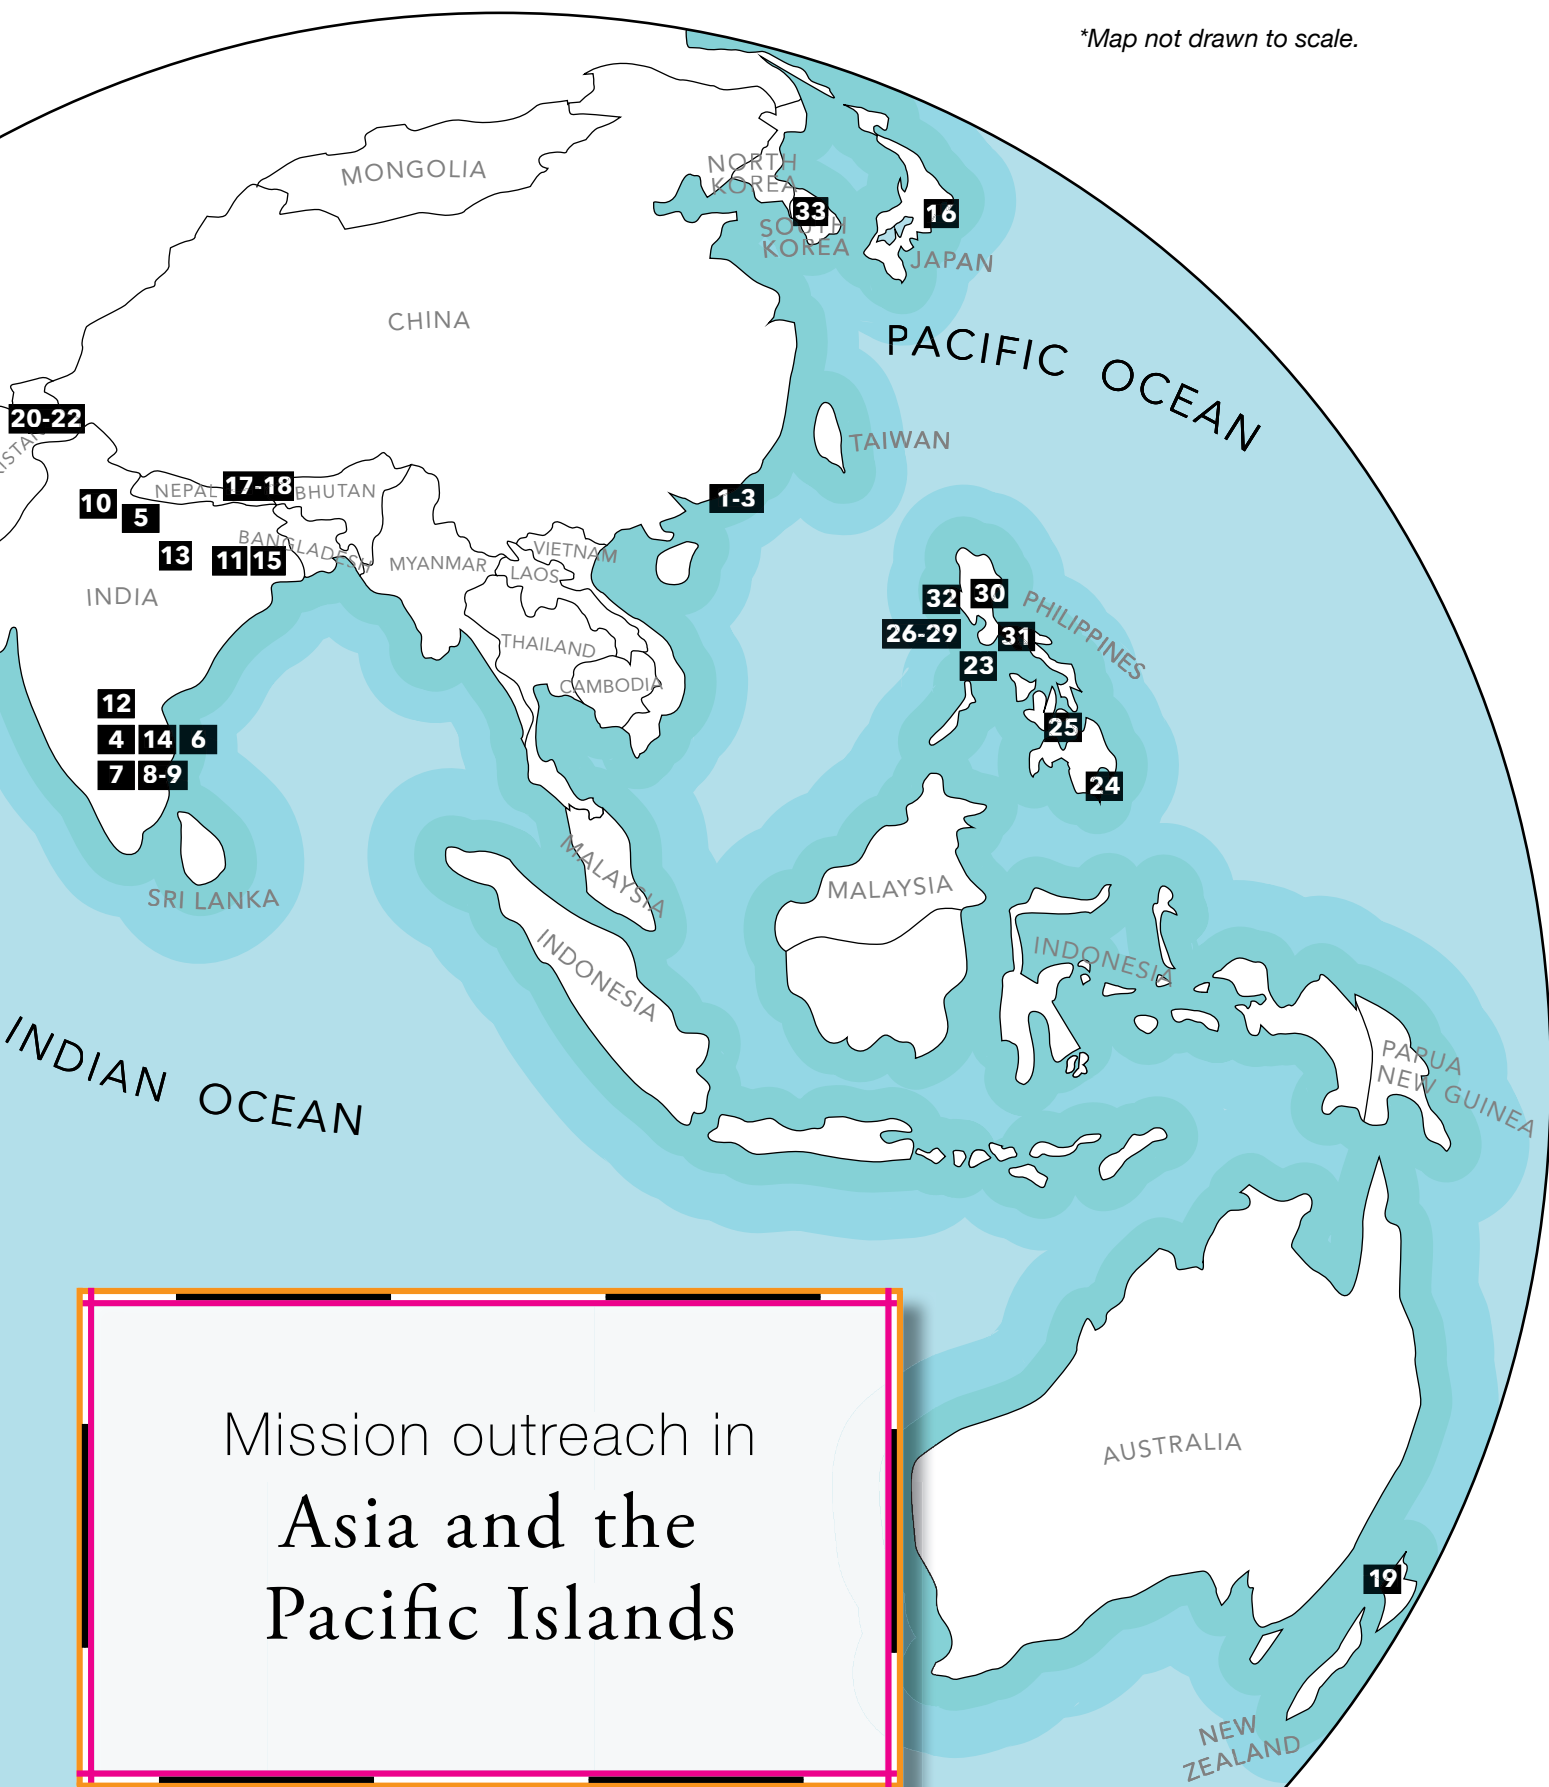 *Map not drawn to scale.
MONGOLIA
NORTH
KOREA
33
SOUTH
KOREA
16
JAPAN
CHINA
PACIFIC OCEAN
20-22
TAIWAN
NEPAL
17-18
BHUTAN
10
5
1-3
13
11
15
BANGLADESH
MYANMAR
VIETNAM
LAOS
INDIA
THAILAND
CAMBODIA
32
30
PHILIPPINES
26-29
31
23
25
24
12
4
14
6
7
8-9
SRI LANKA
MALAYSIA
MALAYSIA
INDONESIA
INDONESIA
PAPUA
NEW GUINEA
INDIAN OCEAN
AUSTRALIA
19
NEW
ZEALAND
Mission outreach in
Asia and the
Pacific Islands